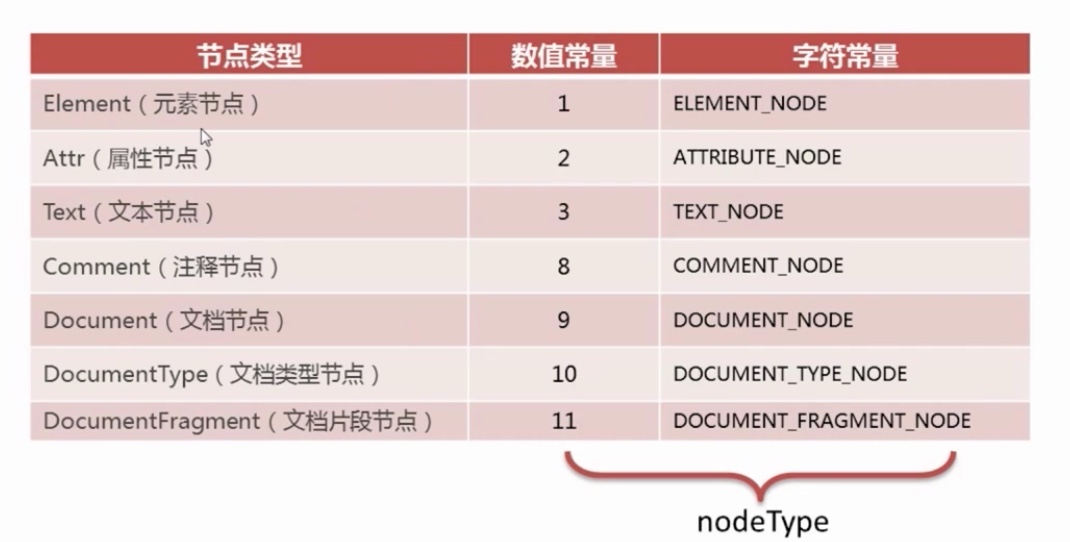 节点类型 数值常量 字符常量
Element（元素节点） 1 ELEMENT_NODE
Attr（属性节点） 2 ATTRIBUTE_NODE
Text（文本节点） 3 TEXT_NODE
Comment（注释节点） 8 COMMENT_NODE
Document（文档节点） 9 DOCUMENT_NODE
DocumentType（文档类型节点） 10 DOCUMENT_TYPE_NODE
DocumentFragment（文档片段节点） 11 DOCUMENT_FRAGMENT_NODE
nodeType